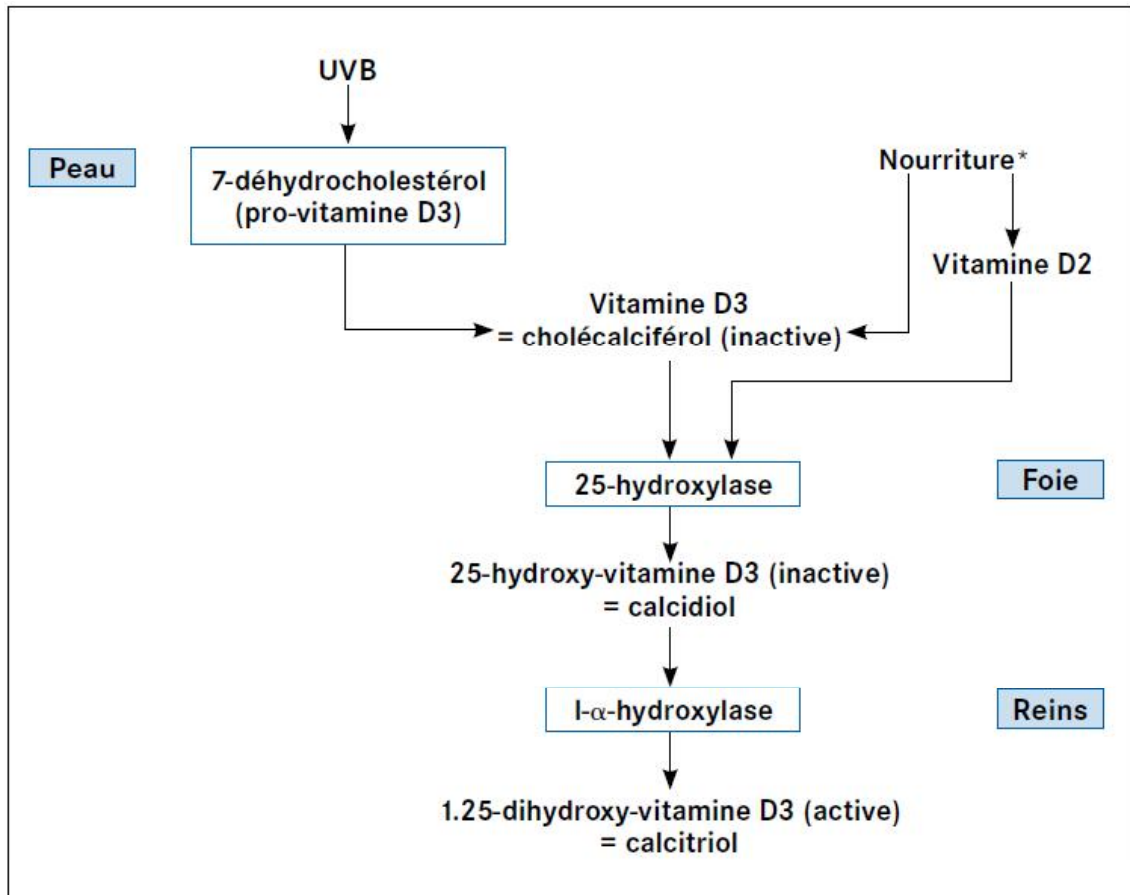 UVB
Peau
7-déhydrocholestérol
(pro-vitamine D3)
Nourriture*
Vitamine D2
Vitamine D3
= cholécalciférol (inactive)
25-hydroxylase
Foie
25-hydroxy-vitamine D3 (inactive)
= calcidiol
l-α-hydroxylase
Reins
1.25-dihydroxy-vitamine D3 (active)
= calcitriol